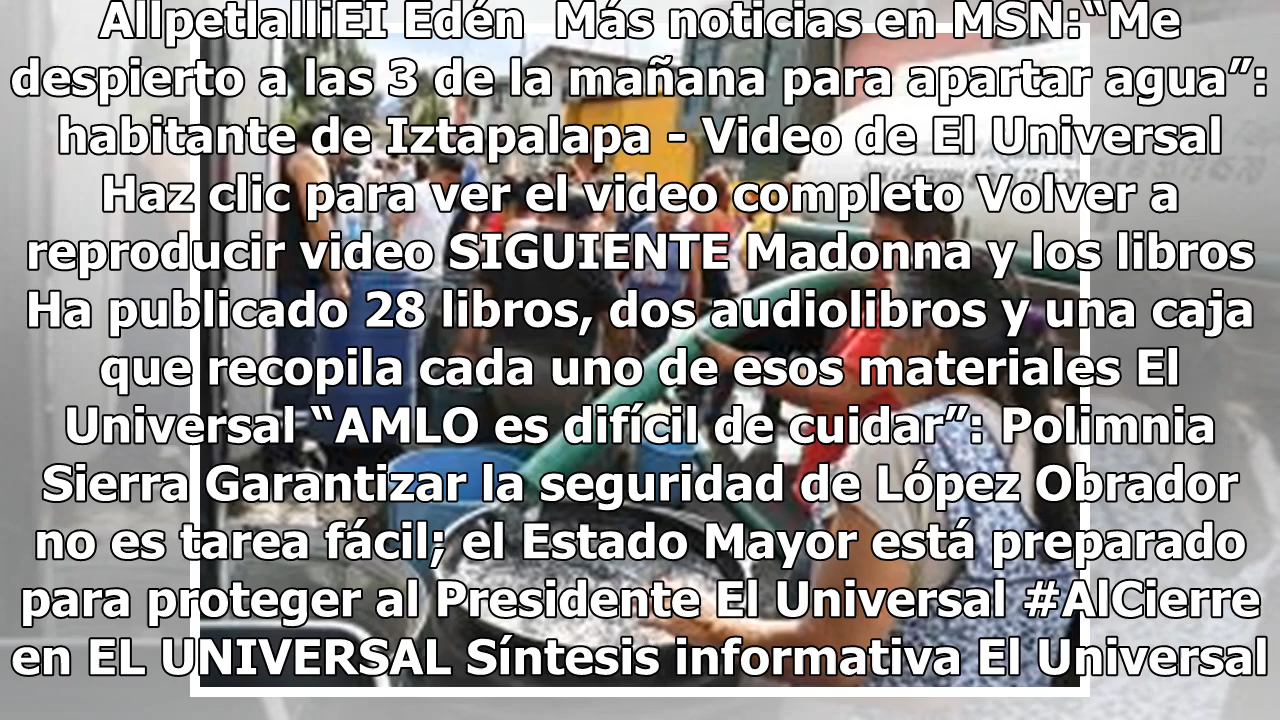 AllpetlalliEI Edén  Más noticias en MSN:“Me
despierto a las 3 de la mañana para apartar agua”:
habitante de Iztapalapa - Video de El Universal
Haz clic para ver el video completo Volver a
reproducir video SIGUIENTE Madonna y los libros
Ha publicado 28 libros, dos audiolibros y una caja
que recopila cada uno de esos materiales El
Universal “AMLO es difícil de cuidar”: Polimnia
Sierra Garantizar la seguridad de López Obrador
no es tarea fácil; el Estado Mayor está preparado
para proteger al Presidente El Universal #AlCierre
en EL UNIVERSAL Síntesis informativa El Universal